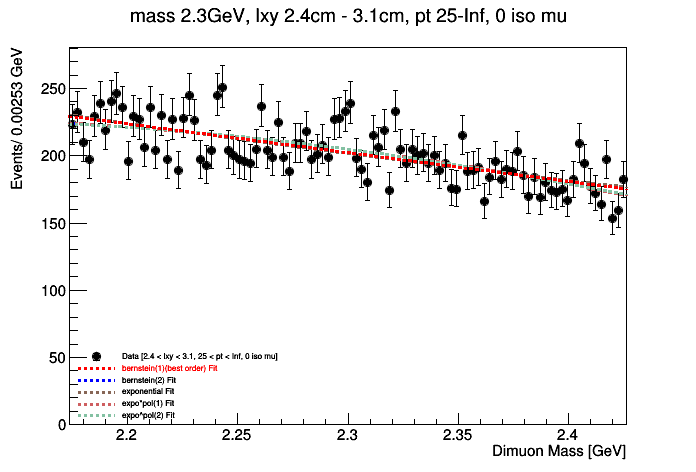 mass 2.3GeV, lxy 2.4cm - 3.1cm, pt 25-Inf, 0 iso mu
Events/ 0.00253 GeV
250
200
150
100
50
0
Data [2.4 < lxy < 3.1, 25 < pt < Inf, 0 iso mu]
bernstein(1)(best order) Fit
bernstein(2) Fit
exponential Fit
expo*pol(1) Fit
expo*pol(2) Fit
2.2
2.25
2.3
2.35
2.4
Dimuon Mass [GeV]